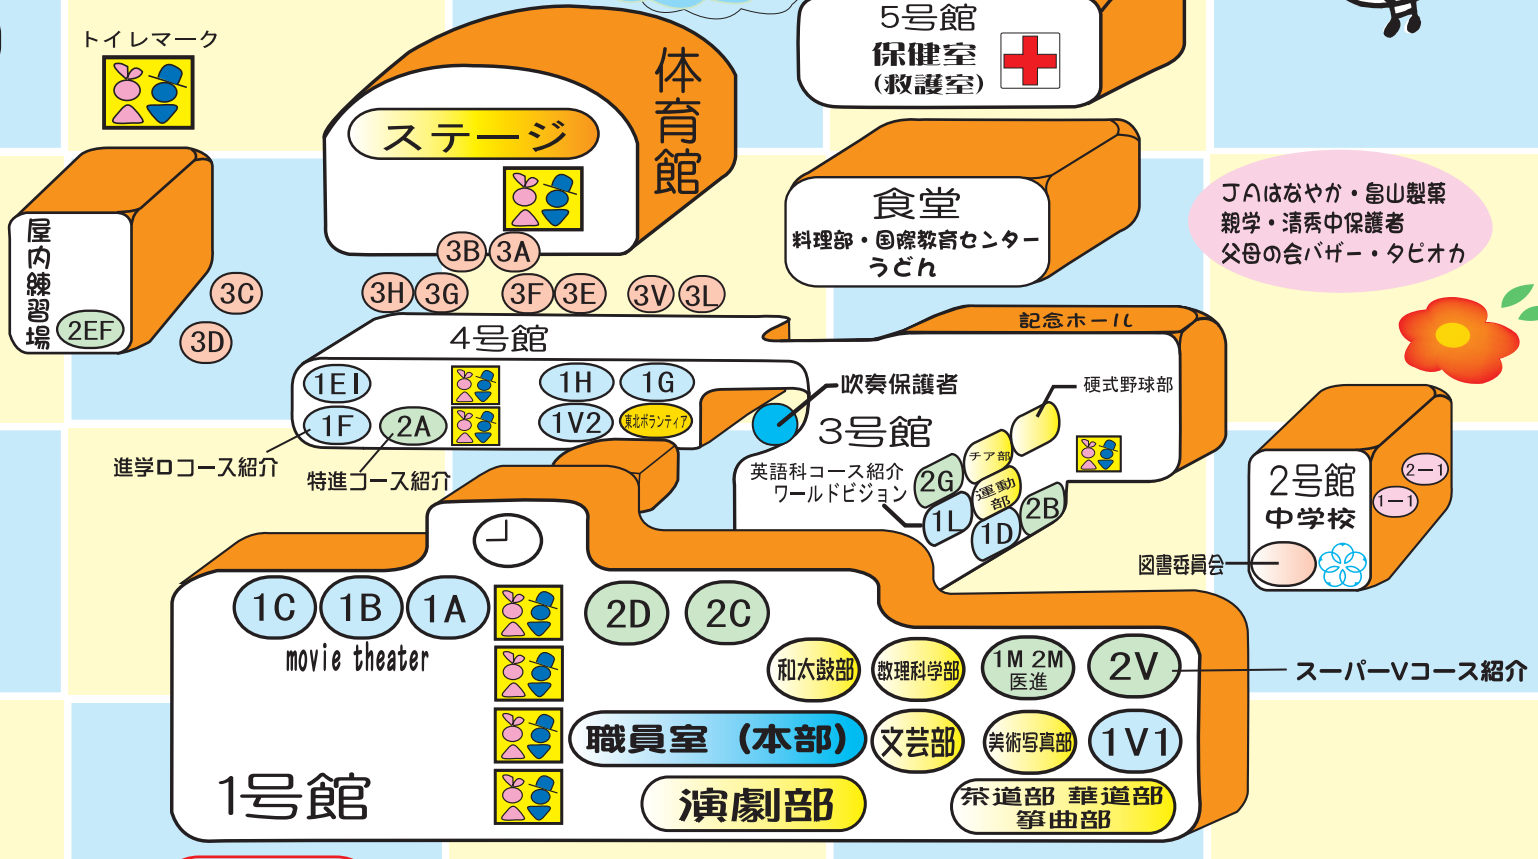 トイレマーク
体育館
ステージ
5号館
保健室
(救護室)
食堂
料理部・国際教育センター
うどん
JAはなやか・畠山製菓
親学・清秀中保護者
父母の会バザー・タピオカ
屋内練習場
2EF
3C
3D
3B
3A
3H
3G
3F
3E
3V
3L
4号館
1EI
1H
1G
1F
2A
1V2
東北ボランティア
進学ロコース紹介
特進コース紹介
記念ホール
吹奏保護者
3号館
硬式野球部
英語科コース紹介
ワールドビジョン
チア部
2G
運動部
2B
1L
1D
2号館
中学校
2−1
1−1
図書委員会
1C
1B
1A
movie theater
2D
2C
和太鼓部
数理科学部
1M 2M
医進
2V
スーパーVコース紹介
職員室（本部）
文芸部
美術写真部
1V1
1号館
演劇部
茶道部 華道部
箏曲部